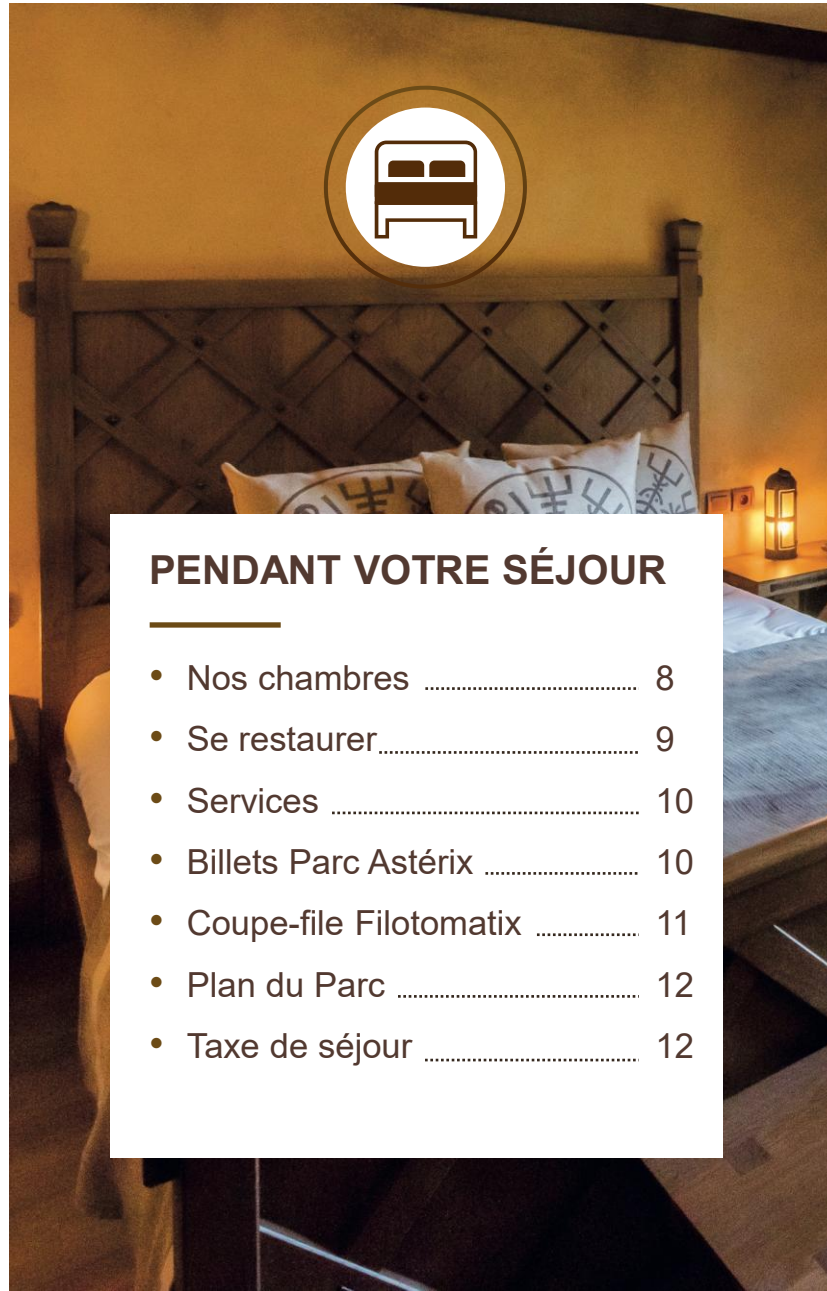 PENDANT VOTRE SÉJOUR
• Nos chambres ........ 8
• Se restaurer ........ 9
• Services ........ 10
• Billets Parc Astérix ........ 10
• Coupe-file Filotomatix ........ 11
• Plan du Parc ........ 12
• Taxe de séjour ........ 12